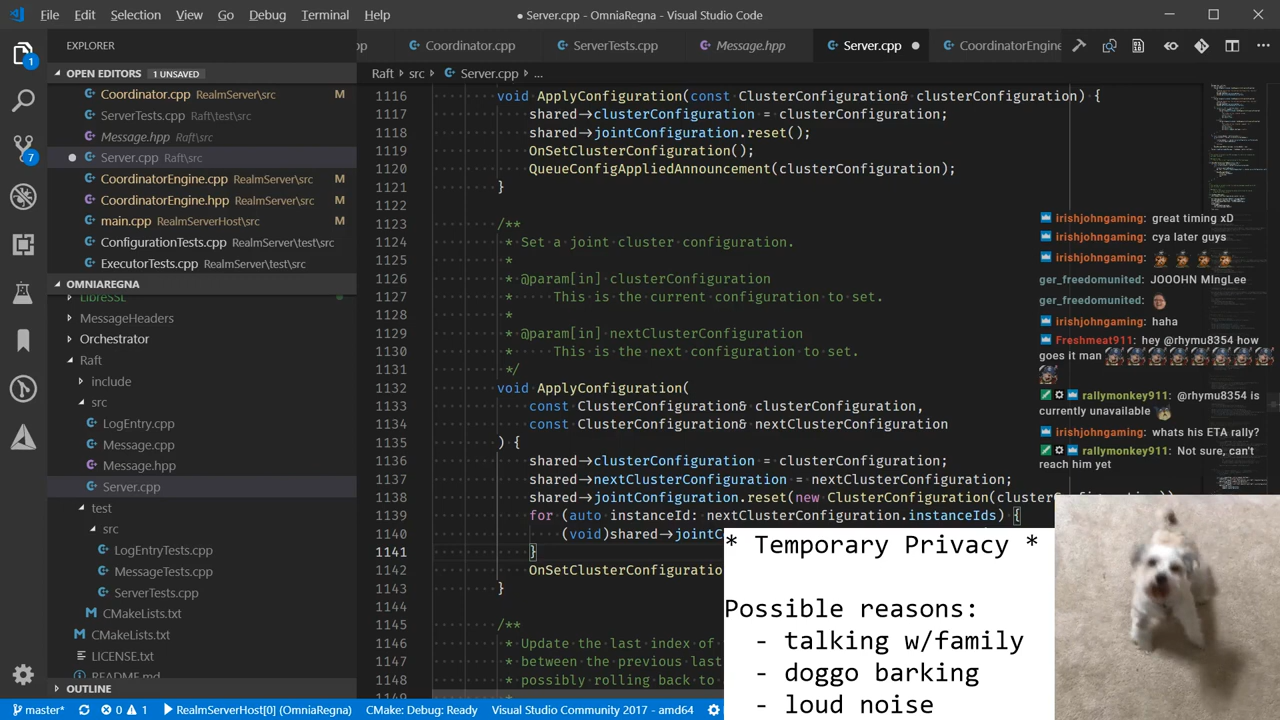 File Edit Selection View Go Debug Terminal Help
● Server.cpp - OmniaRegna - Visual Studio Code
EXPLORER
OPEN EDITORS 1 UNSAVED
Coordinator.cpp RealmServer\src M
ServerTests.cpp Raft\test\src
Message.hpp Raft\src
● Server.cpp Raft\src
CoordinatorEngine.cpp RealmServer\src M
CoordinatorEngine.hpp RealmServer\src M
main.cpp RealmServerHost\src M
ConfigurationTests.cpp RealmServer\test\src
ExecutorTests.cpp RealmServer\test\src
OMNIAREGNA
LibreSSL
MessageHeaders
Orchestrator
Raft
include
src
LogEntry.cpp
Message.cpp
Message.hpp
Server.cpp
test
src
LogEntryTests.cpp
MessageTests.cpp
ServerTests.cpp
CMakeLists.txt
CMakeLists.txt
LICENSE.txt
README.md
OUTLINE
pp Coordinator.cpp ServerTests.cpp Message.hpp Server.cpp ● CoordinatorEngine
Raft > src > Server.cpp > ...
1116 void ApplyConfiguration(const ClusterConfiguration& clusterConfiguration) {
1117 shared->clusterConfiguration = clusterConfiguration;
1118 shared->jointConfiguration.reset();
1119 OnSetClusterConfiguration();
1120 QueueConfigAppliedAnnouncement(clusterConfiguration);
1121 }
1122
1123 /**
1124 * Set a joint cluster configuration.
1125 *
1126 * @param[in] clusterConfiguration
1127 * This is the current configuration to set.
1128 *
1129 * @param[in] nextClusterConfiguration
1130 * This is the next configuration to set.
1131 */
1132 void ApplyConfiguration(
1133 const ClusterConfiguration& clusterConfiguration,
1134 const ClusterConfiguration& nextClusterConfiguration
1135 ) {
1136 shared->clusterConfiguration = clusterConfiguration;
1137 shared->nextClusterConfiguration = nextClusterConfiguration;
1138 shared->jointConfiguration.reset(new ClusterConfiguration(
1139 for (auto instanceId: nextClusterConfiguration.instanceIds) {
1140 (void)shared->jointC
1141 }
1142 OnSetClusterConfiguratio
1143 }
1144
1145 /**
1146 * Update the last index of
1147 * between the previous last
1148 * possibly rolling back to
1149 *
irishjohngaming: great timing xD
irishjohngaming: cya later guys
irishjohngaming:
ger_freedomunited: JOOOHN MIngLee
ger_freedomunited:
irishjohngaming: haha
Freshmeat911: hey @rhymu8354 how
goes it man
rallymonkey911: @rhymu8354 is
currently unavailable
irishjohngaming: whats his ETA rally?
rallymonkey911: Not sure, can't
reach him yet
* Temporary Privacy *
Possible reasons:
- talking w/family
- doggo barking
- loud noise
1
7
master* 0 1 RealmServerHost[0] (OmniaRegna) CMake: Debug: Ready Visual Studio Community 2017 - amd64